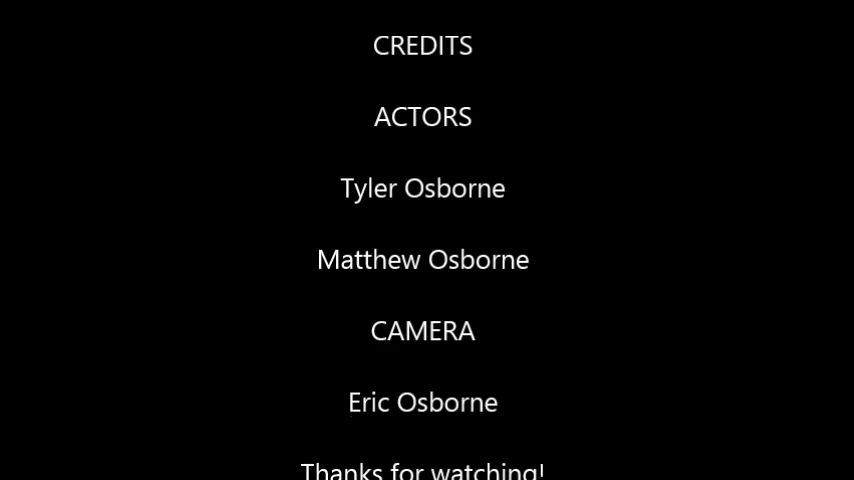 CREDITS
ACTORS
Tyler Osborne
Matthew Osborne
CAMERA
Eric Osborne
Thanks for watching!